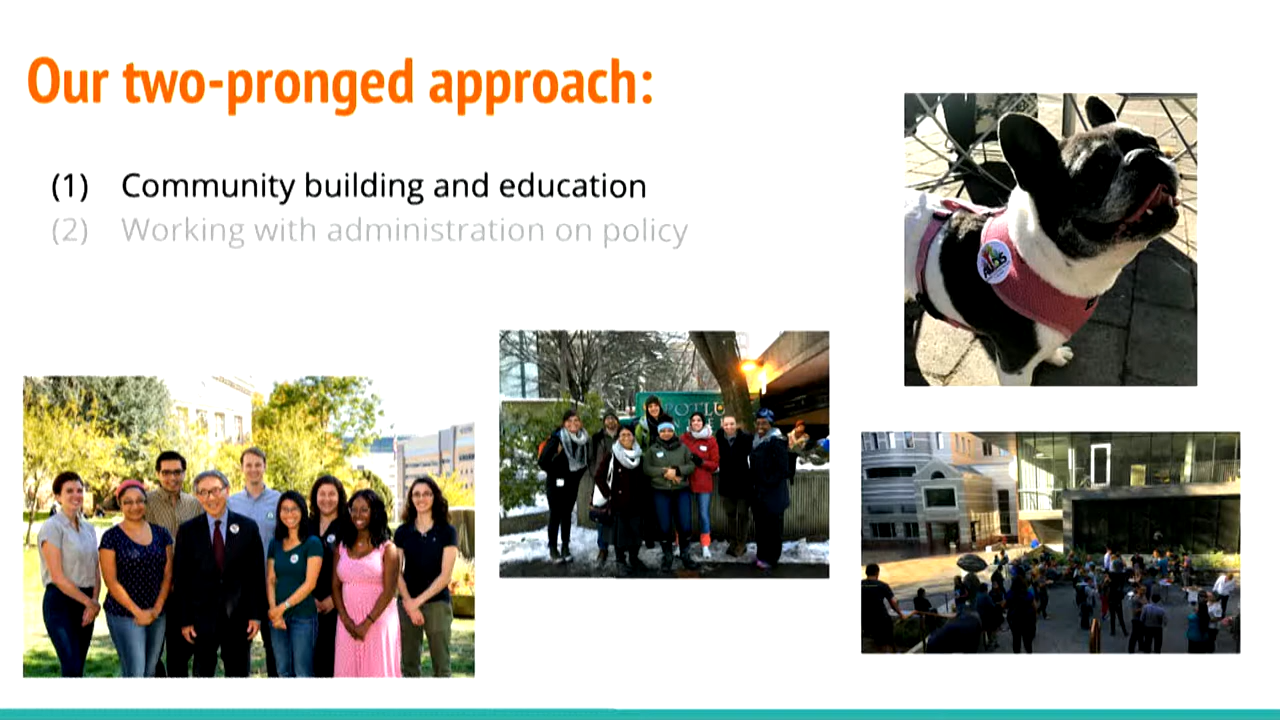 Our two-pronged approach:
(1) Community building and education
(2) Working with administration on policy